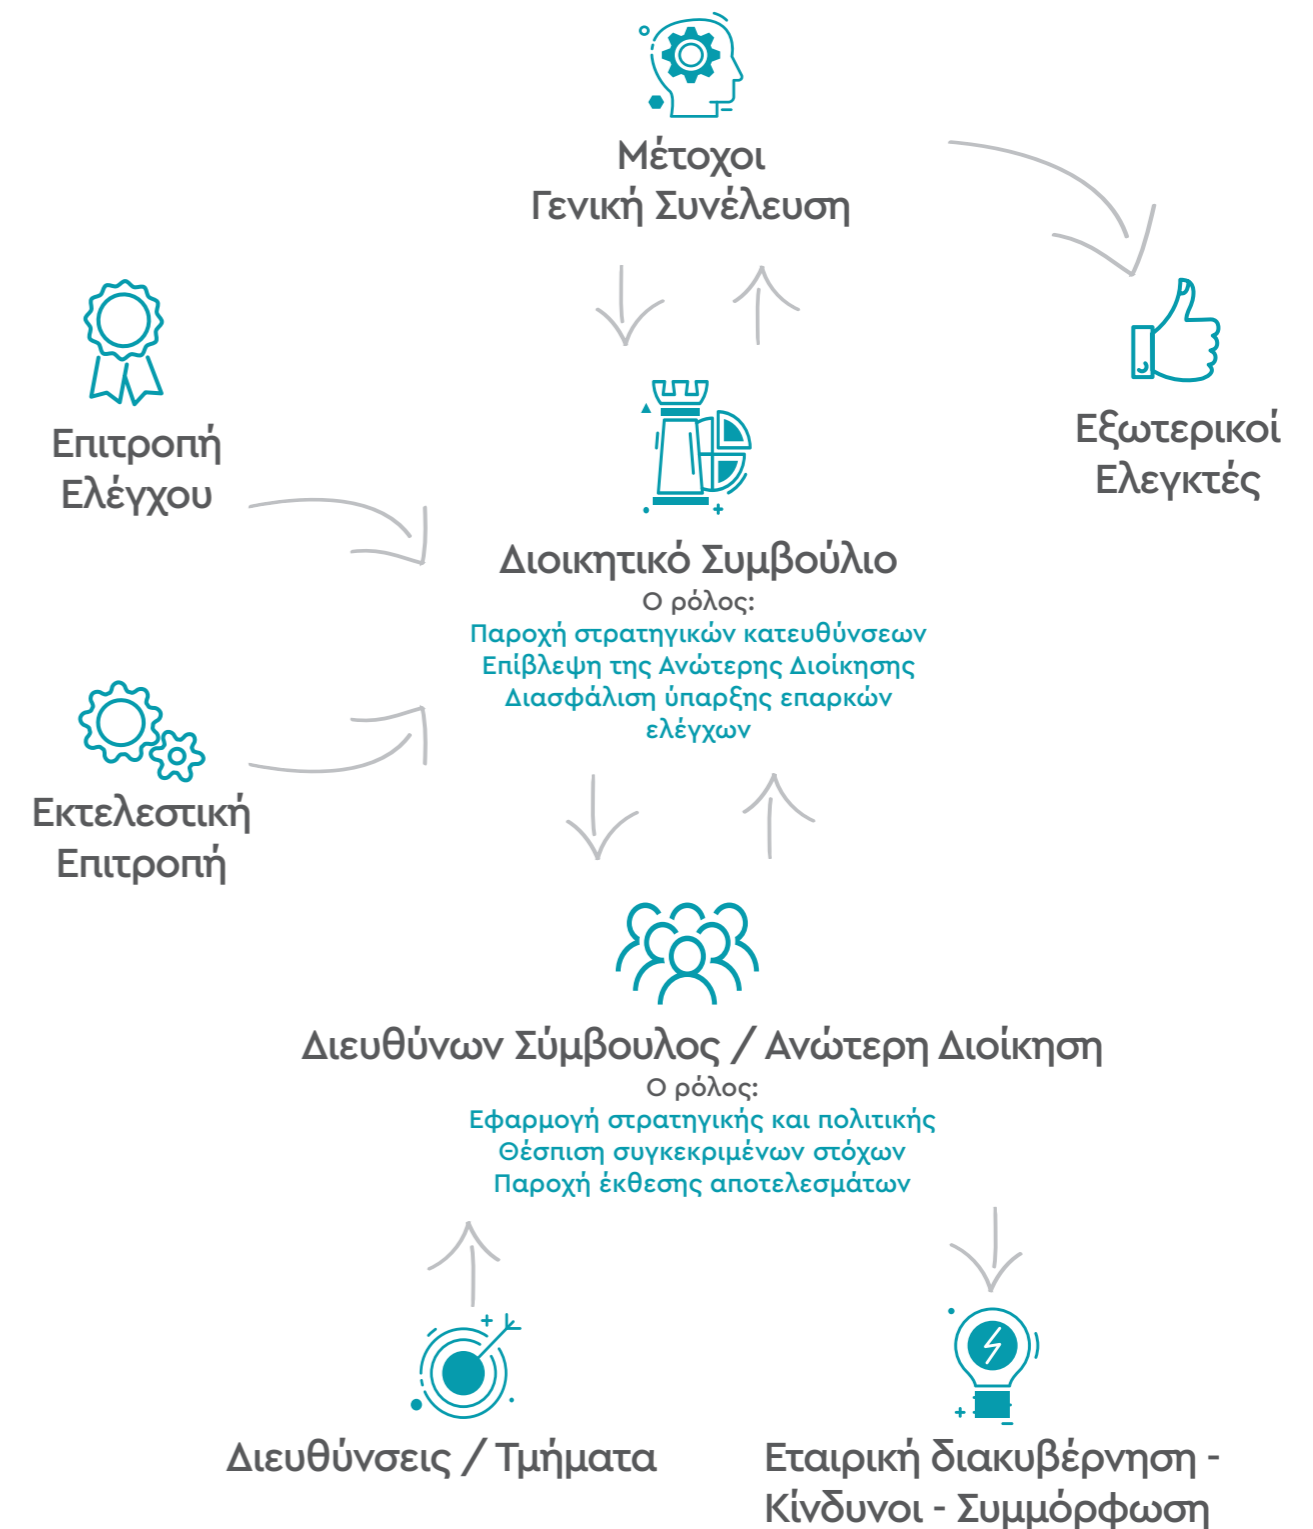 Μέτοχοι
Γενική Συνέλευση
Επιτροπή
Ελέγχου
Εξωτερικοί
Ελεγκτές
Διοικητικό Συμβούλιο
Ο ρόλος:
Παροχή στρατηγικών κατευθύνσεων
Επίβλεψη της Ανώτερης Διοίκησης
Διασφάλιση ύπαρξης επαρκών
ελέγχων
Εκτελεστική
Επιτροπή
Διευθύνων Σύμβουλος / Ανώτερη Διοίκηση
Ο ρόλος:
Εφαρμογή στρατηγικής και πολιτικής
Θέσπιση συγκεκριμένων στόχων
Παροχή έκθεσης αποτελεσμάτων
Διευθύνσεις / Τμήματα
Εταιρική διακυβέρνηση -
Κίνδυνοι - Συμμόρφωση